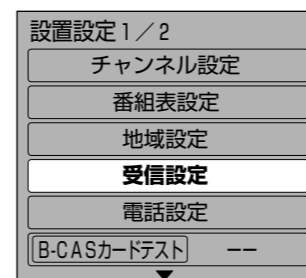 設置設定1／2
チャンネル設定
番組表設定
地域設定
受信設定
電話設定
B-CASカードテスト －－
▼